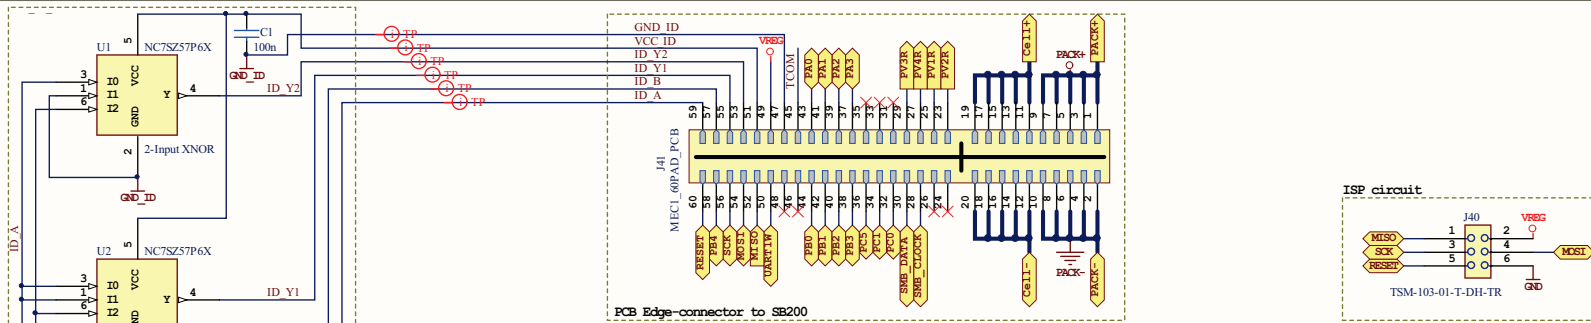 U1
NC7SZ57P6X
5
VCC
3
I0
1
I1
6
I2
Y
4
GND
2
2-Input XNOR
GND_ID
C1
100n
GND_ID
ID_Y2
ID_A
U2
NC7SZ57P6X
5
VCC
3
I0
1
I1
6
I2
Y
4
ID_Y1
TP
TP
TP
TP
TP
TP
GND_ID
VCC_ID
ID_Y2
ID_Y1
ID_B
ID_A
VREG
TCOM
PA0
PA1
PA2
PA3
PV3R
PV4R
PV1R
PV2R
Cell+
PACK+
PACK+
59
57
55
53
51
49
47
45
43
41
39
37
35
33
31
29
27
25
23
19
17
15
13
11
9
7
5
3
1
J41
MEC1_60PAD_PCB
60
58
56
54
52
50
48
46
44
42
40
38
36
34
32
30
28
26
24
20
18
16
14
12
10
8
6
4
2
RESET
PB4
SCK
MOSI
MISO
UART1W
PB0
PB1
PB2
PB3
PC5
PC1
PC0
SMB_DATA
SMB_CLOCK
Cell-
PACK-
PACK-
PCB Edge-connector to SB200
ISP circuit
J40
VREG
MISO
1
2
SCK
3
4
MOSI
RESET
5
6
GND
TSM-103-01-T-DH-TR